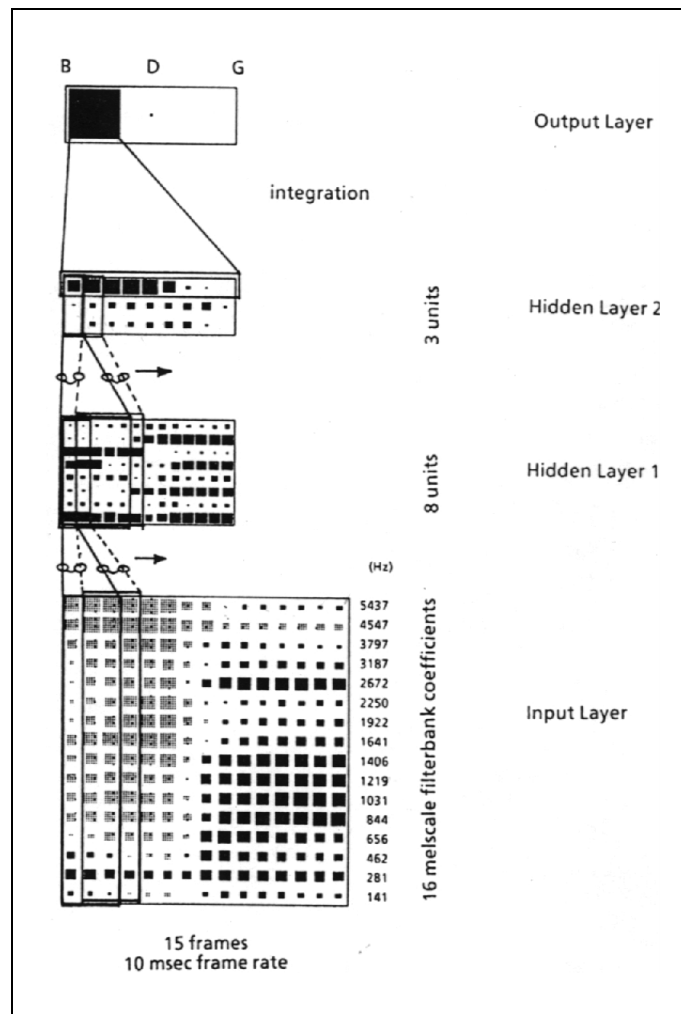 B D G
Output Layer
integration
3 units
Hidden Layer 2
8 units
Hidden Layer 1
(Hz)
5437
4547
3797
3187
2672
2250
1922
1641
1406
1219
1031
844
656
462
281
141
16 melscale filterbank coefficients
Input Layer
15 frames
10 msec frame rate